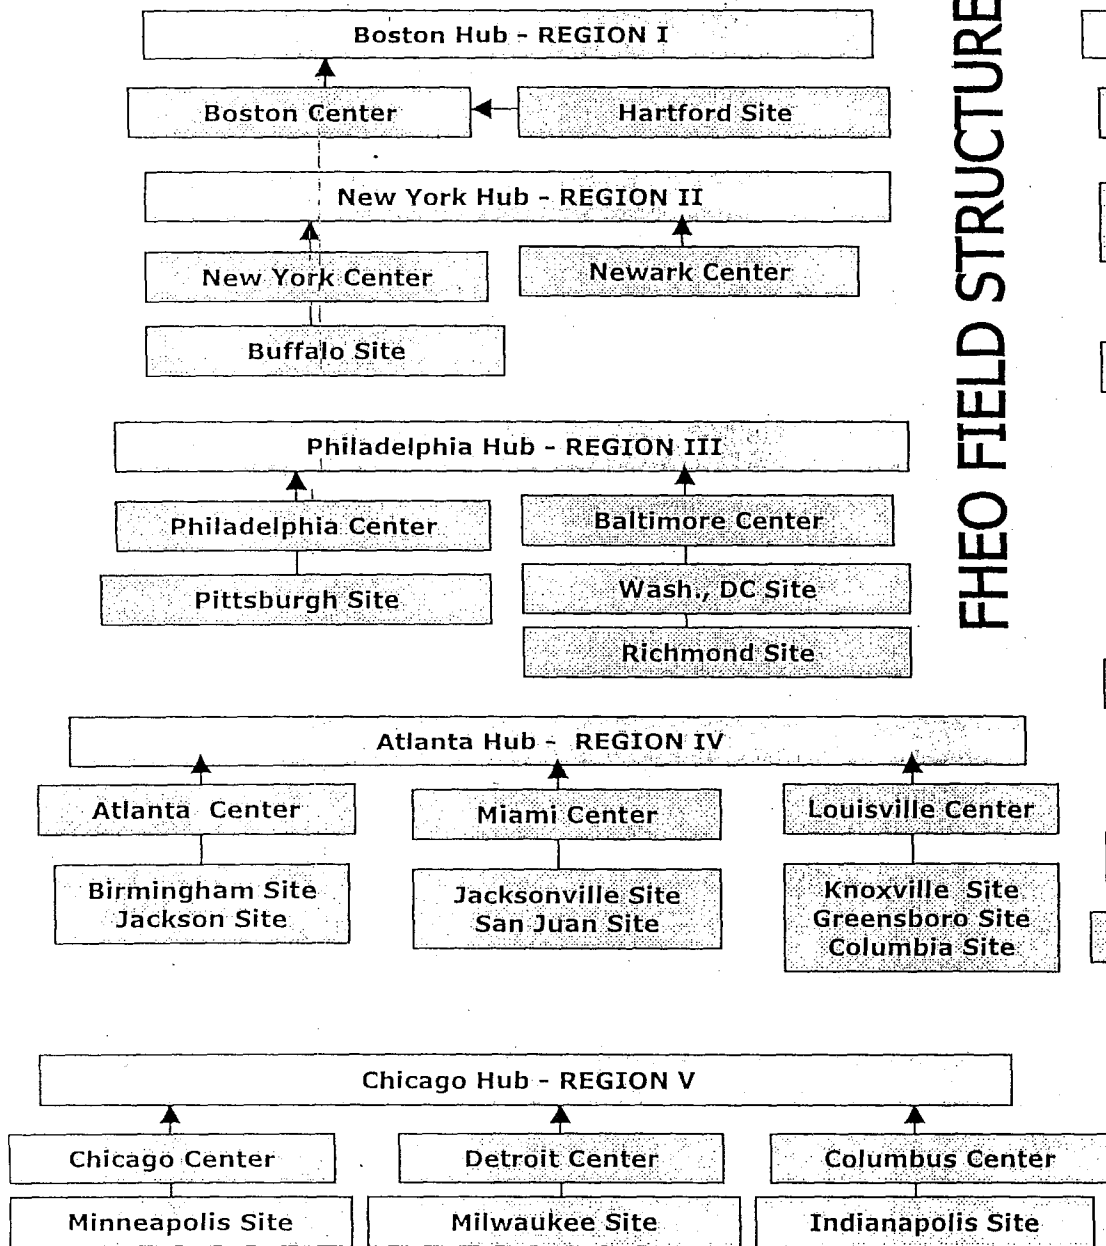 Boston Hub - REGION I
Boston Center
Hartford Site
New York Hub - REGION II
New York Center
Newark Center
Buffalo Site
Philadelphia Hub - REGION III
Philadelphia Center
Baltimore Center
Pittsburgh Site
Wash., DC Site
Richmond Site
Atlanta Hub - REGION IV
Atlanta Center
Miami Center
Louisville Center
Birmingham Site
Jackson Site
Jacksonville Site
San Juan Site
Knoxville Site
Greensboro Site
Columbia Site
Chicago Hub - REGION V
Chicago Center
Detroit Center
Columbus Center
Minneapolis Site
Milwaukee Site
Indianapolis Site
FHEO FIELD STRUCTURE